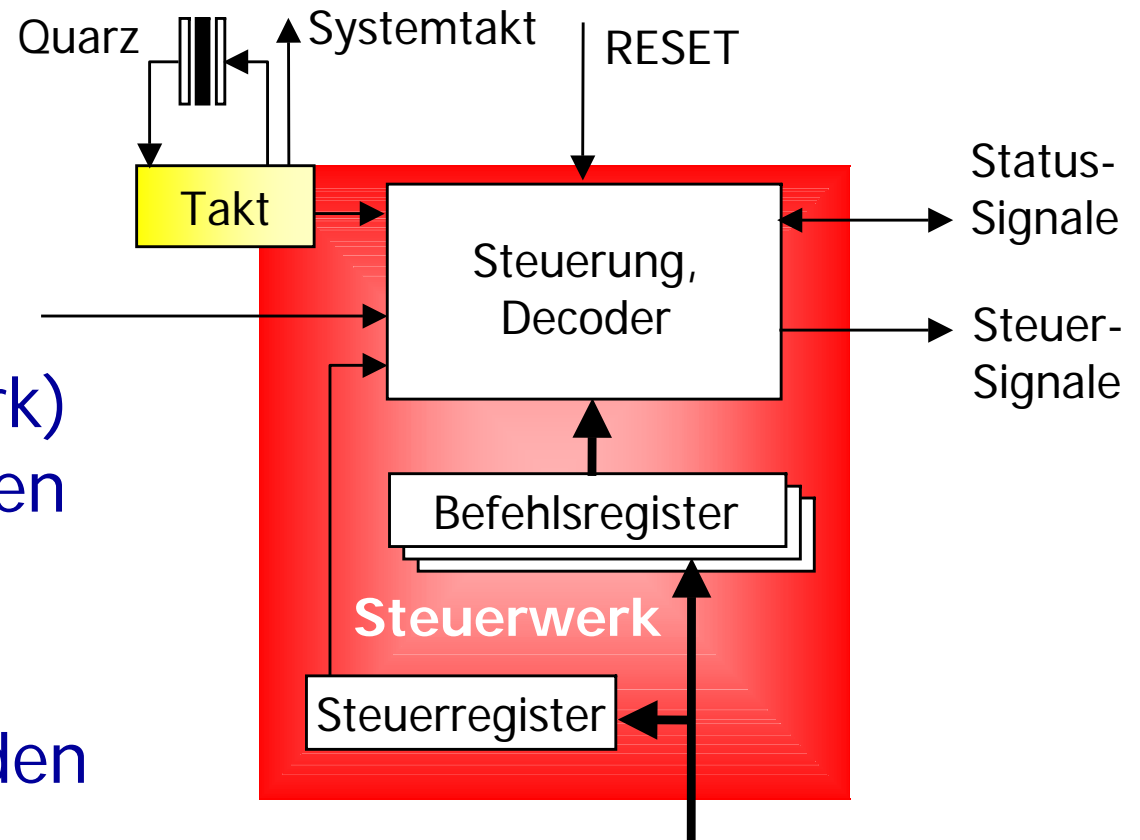 Quarz
Systemtakt
RESET
Takt
Status-
Signale
Steuerung,
Decoder
Steuer-
Signale
rk)
en
Befehlsregister
Steuerwerk
Steuerregister
den